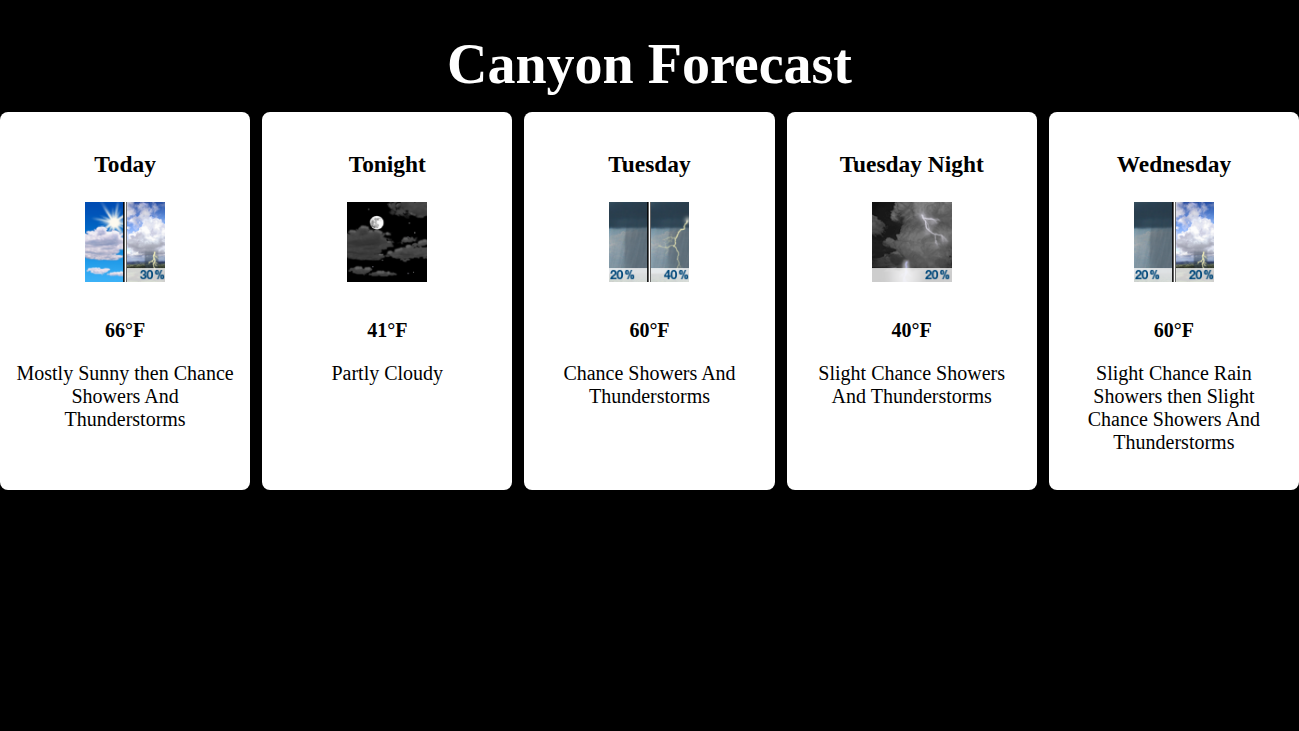 Canyon Forecast
Today
30%
66°F
Mostly Sunny then Chance
Showers And
Thunderstorms
Tonight
41°F
Partly Cloudy
Tuesday
20% 40%
60°F
Chance Showers And
Thunderstorms
Tuesday Night
20%
40°F
Slight Chance Showers
And Thunderstorms
Wednesday
20% 20%
60°F
Slight Chance Rain
Showers then Slight
Chance Showers And
Thunderstorms